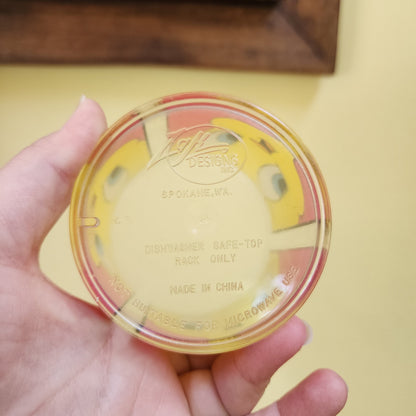 Zak
DESIGNS
INC.
SPOKANE, WA.
DISHWASHER SAFE-TOP
RACK ONLY
MADE IN CHINA
NOT SUITABLE FOR MICROWAVE USE